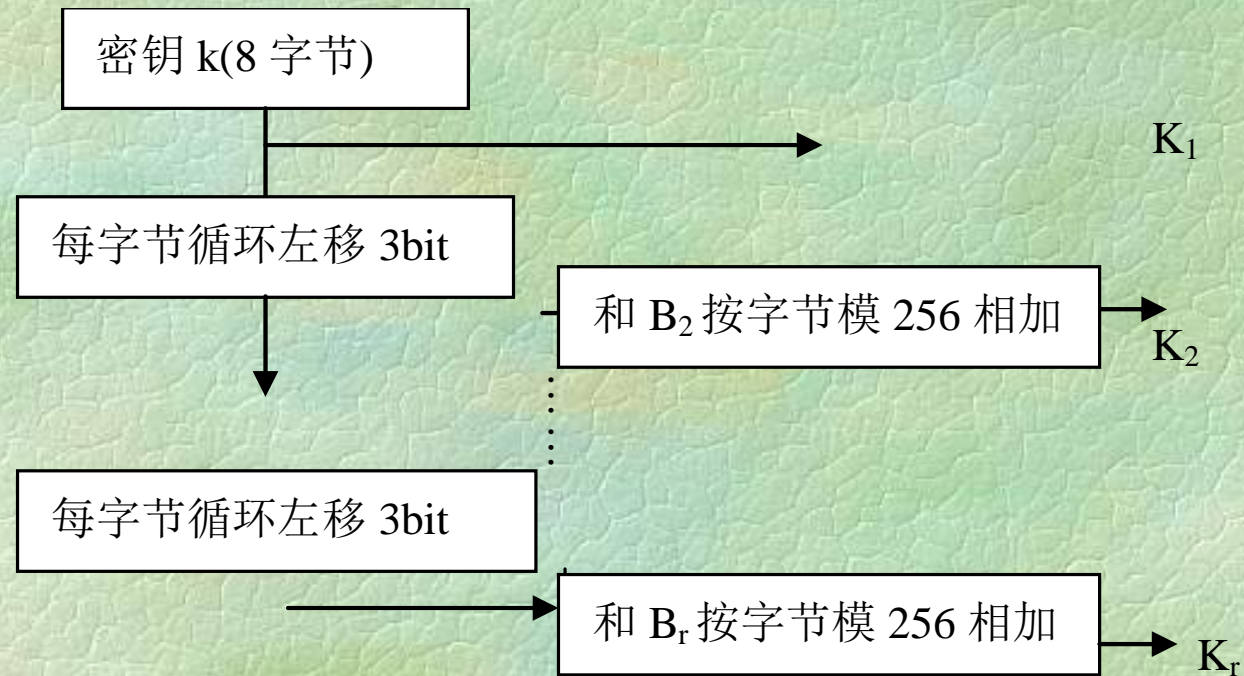 密钥 k(8 字节)
K₁
每字节循环左移 3bit
和 B₂ 按字节模 256 相加
K₂
每字节循环左移 3bit
和 Bᵣ 按字节模 256 相加
Kᵣ